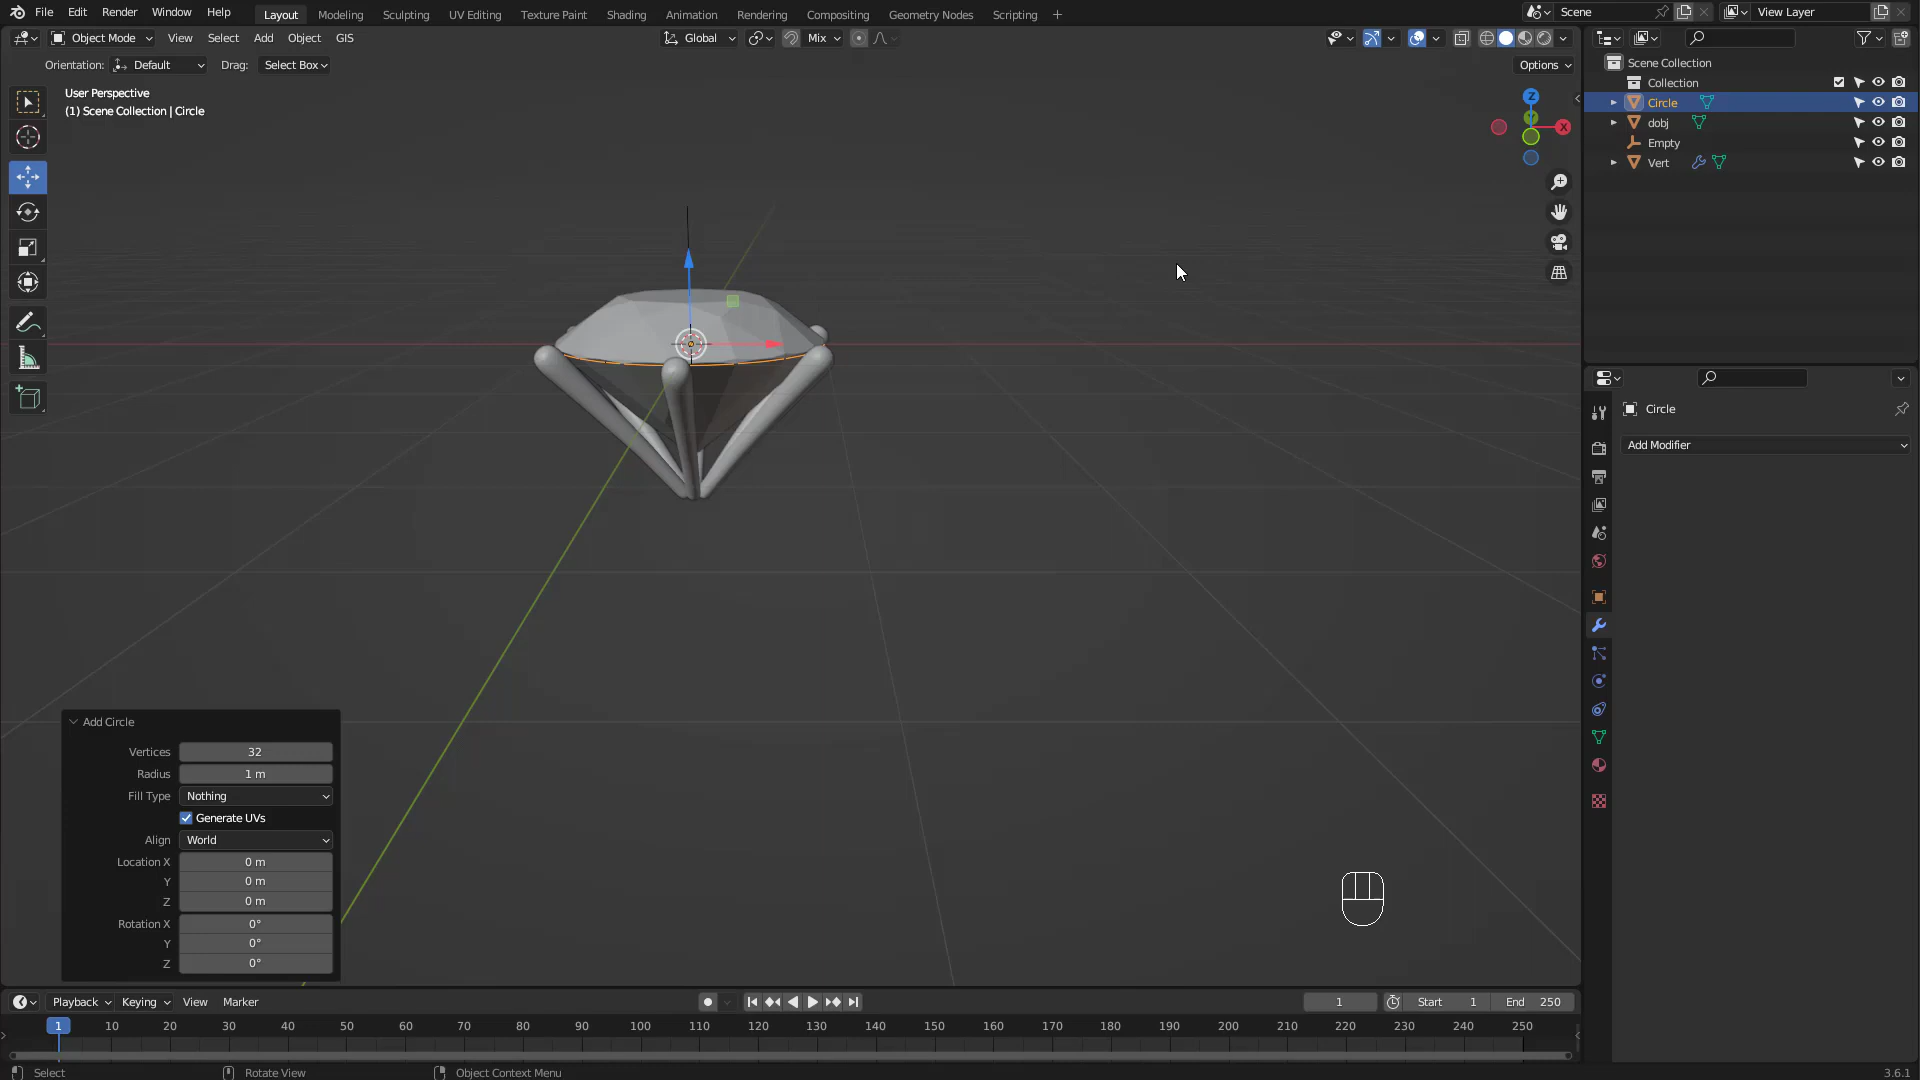 File Edit Render Window Help Layout Modeling Sculpting UV Editing Texture Paint Shading Animation Rendering Compositing Geometry Nodes Scripting + Scene View Layer
Object Mode View Select Add Object GIS Global Mix
Orientation: Default Drag: Select Box Options
User Perspective
(1) Scene Collection | Circle
Z
X
Scene Collection
Collection
Circle
dobj
Empty
Vert
Circle
Add Modifier
Add Circle
Vertices 32
Radius 1 m
Fill Type Nothing
Generate UVs
Align World
Location X 0 m
Y 0 m
Z 0 m
Rotation X 0°
Y 0°
Z 0°
Playback Keying View Marker 1 Start 1 End 250
1 10 20 30 40 50 60 70 80 90 100 110 120 130 140 150 160 170 180 190 200 210 220 230 240 250
Select Rotate View Object Context Menu 3.6.1